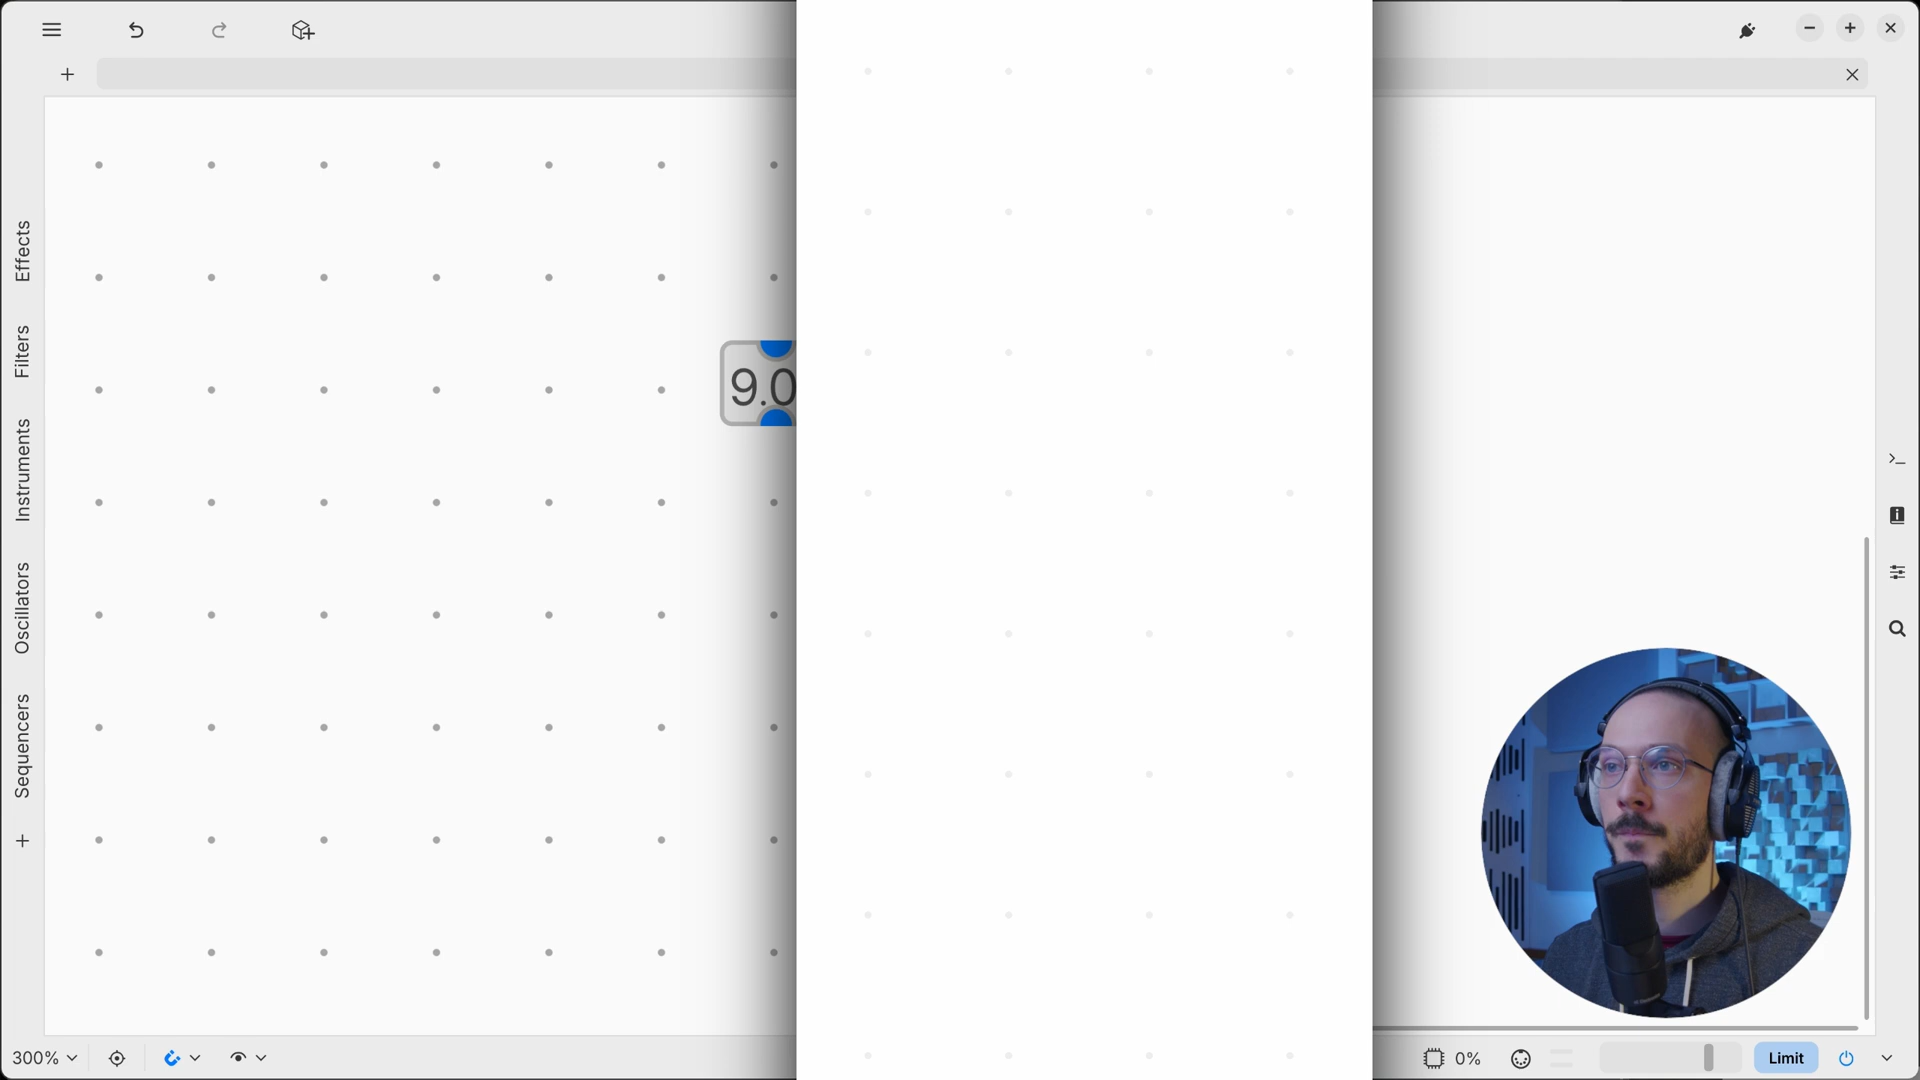 Effects
Filters
Instruments
Oscillators
Sequencers
9.0
300%
0%
Limit